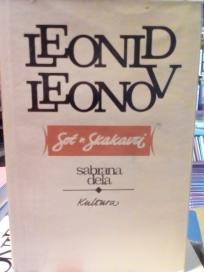 LEONID
LEONOV
Sot • Skakavci
sabrana
dela
Kultura